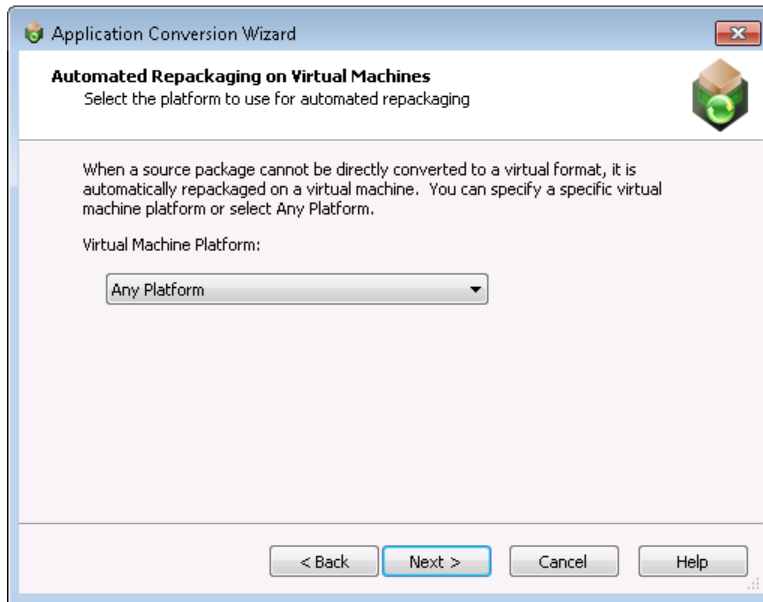 Application Conversion Wizard
Automated Repackaging on Virtual Machines
Select the platform to use for automated repackaging
When a source package cannot be directly converted to a virtual format, it is
automatically repackaged on a virtual machine.  You can specify a specific virtual
machine platform or select Any Platform.
Virtual Machine Platform:
Any Platform
< Back
Next >
Cancel
Help